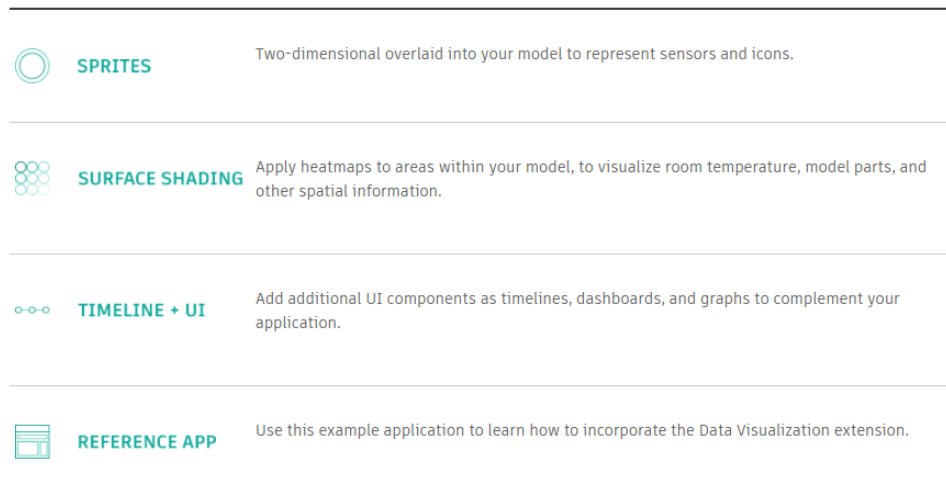 SPRITES
Two-dimensional overlaid into your model to represent sensors and icons.
SURFACE SHADING
Apply heatmaps to areas within your model, to visualize room temperature, model parts, and
other spatial information.
TIMELINE + UI
Add additional UI components as timelines, dashboards, and graphs to complement your
application.
REFERENCE APP
Use this example application to learn how to incorporate the Data Visualization extension.